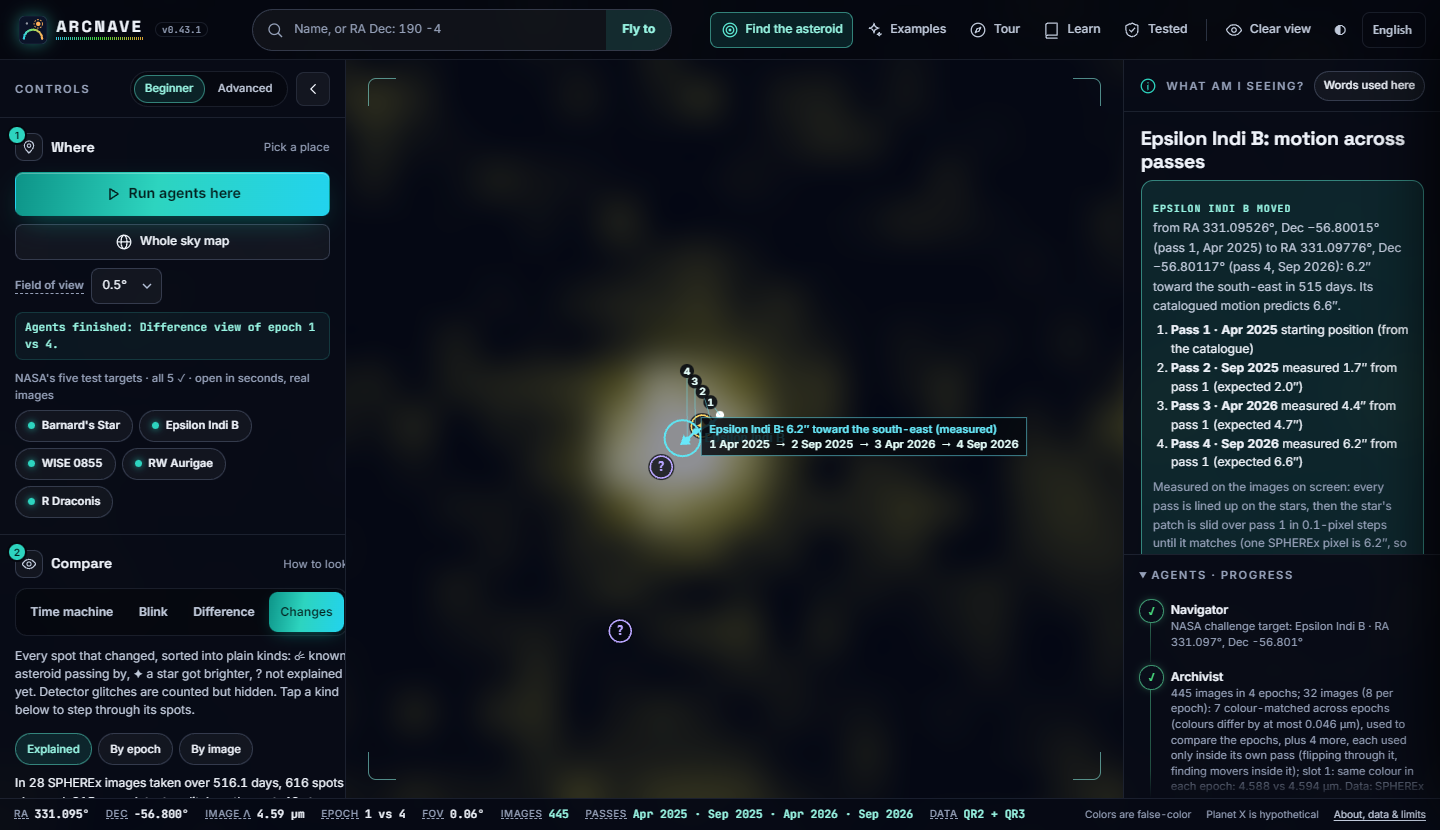 ARCNAVE
v0.43.1
Name, or RA Dec: 190 -4
Fly to
Find the asteroid
Examples
Tour
Learn
Tested
Clear view
English
CONTROLS
Beginner
Advanced
1
Where
Pick a place
Run agents here
Whole sky map
Field of view
0.5°
Agents finished: Difference view of epoch 1
vs 4.
NASA's five test targets · all 5 ✓ · open in seconds, real
images
Barnard's Star
Epsilon Indi B
WISE 0855
RW Aurigae
R Draconis
2
Compare
How to look
Time machine
Blink
Difference
Changes
Every spot that changed, sorted into plain kinds: ☄ known
asteroid passing by, ✦ a star got brighter, ? not explained
yet. Detector glitches are counted but hidden. Tap a kind
below to step through its spots.
Explained
By epoch
By image
In 28 SPHEREx images taken over 516.1 days, 616 spots
4
3
2
1
Epsilon Indi B: 6.2″ toward the south-east (measured)
1 Apr 2025 → 2 Sep 2025 → 3 Apr 2026 → 4 Sep 2026
?
?
WHAT AM I SEEING?
Words used here
Epsilon Indi B: motion across
passes
EPSILON INDI B MOVED
from RA 331.09526°, Dec −56.80015°
(pass 1, Apr 2025) to RA 331.09776°, Dec
−56.80117° (pass 4, Sep 2026): 6.2″
toward the south-east in 515 days. Its
catalogued motion predicts 6.6″.
1. Pass 1 · Apr 2025 starting position (from
the catalogue)
2. Pass 2 · Sep 2025 measured 1.7″ from
pass 1 (expected 2.0″)
3. Pass 3 · Apr 2026 measured 4.4″ from
pass 1 (expected 4.7″)
4. Pass 4 · Sep 2026 measured 6.2″ from
pass 1 (expected 6.6″)
Measured on the images on screen: every
pass is lined up on the stars, then the star's
patch is slid over pass 1 in 0.1-pixel steps
until it matches (one SPHEREx pixel is 6.2″, so
▼ AGENTS · PROGRESS
Navigator
NASA challenge target: Epsilon Indi B · RA
331.097°, Dec −56.801°
Archivist
445 images in 4 epochs; 32 images (8 per
epoch): 7 colour-matched across epochs
(colours differ by at most 0.046 µm), used to
compare the epochs, plus 4 more, each used
only inside its own pass (flipping through it,
finding movers inside it); slot 1: same colour in
each epoch: 4.588 vs 4.594 µm. Data: SPHEREx
RA 331.095°
DEC -56.800°
IMAGE Λ 4.59 µm
EPOCH 1 vs 4
FOV 0.06°
IMAGES 445
PASSES Apr 2025 · Sep 2025 · Apr 2026 · Sep 2026
DATA QR2 + QR3
Colors are false-color
Planet X is hypothetical
About, data & limits